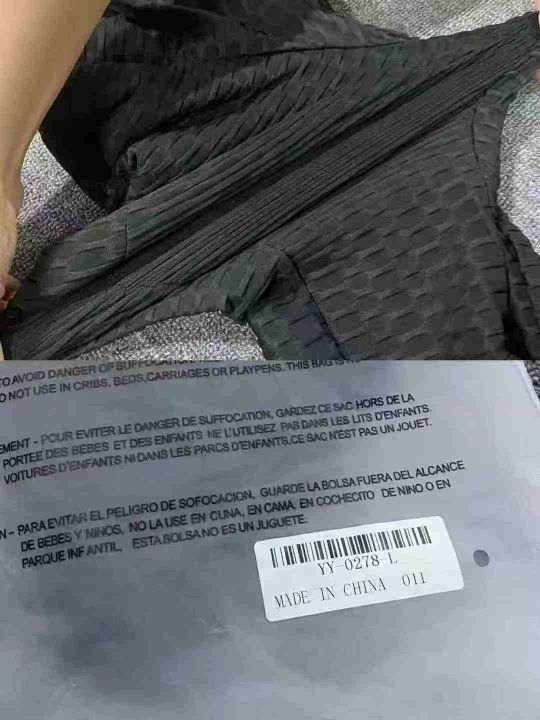 TO AVOID DANGER OF SUFFOCATION
DO NOT USE IN CRIBS, BEDS,CARRIAGES OR PLAYPENS. THIS BAG IS
EMENT - POUR EVITER LE DANGER DE SUFFOCATION, GARDEZ CE SAC HORS DE LA
PORTEE DES BEBES ET DES ENFANTS NE L'UTILISEZ PAS DANS LES LITS D'ENFANTS.
VOITURES D'ENFANTS NI DANS LES PARCS D'ENFANTS.CE SAC N'EST PAS UN JOUET.
N - PARA EVITAR EL PELIGRO DE SOFOCACION, GUARDE LA BOLSA FUERA DEL ALCANCE
DE BEBES Y NINOS, NO LA USE EN CUNA, EN CAMA, EN COCHECITO DE NINO O EN
PARQUE INFANTIL, ESTA BOLSA NO ES UN JUGUETE.
YY-0278-L
MADE IN CHINA 011